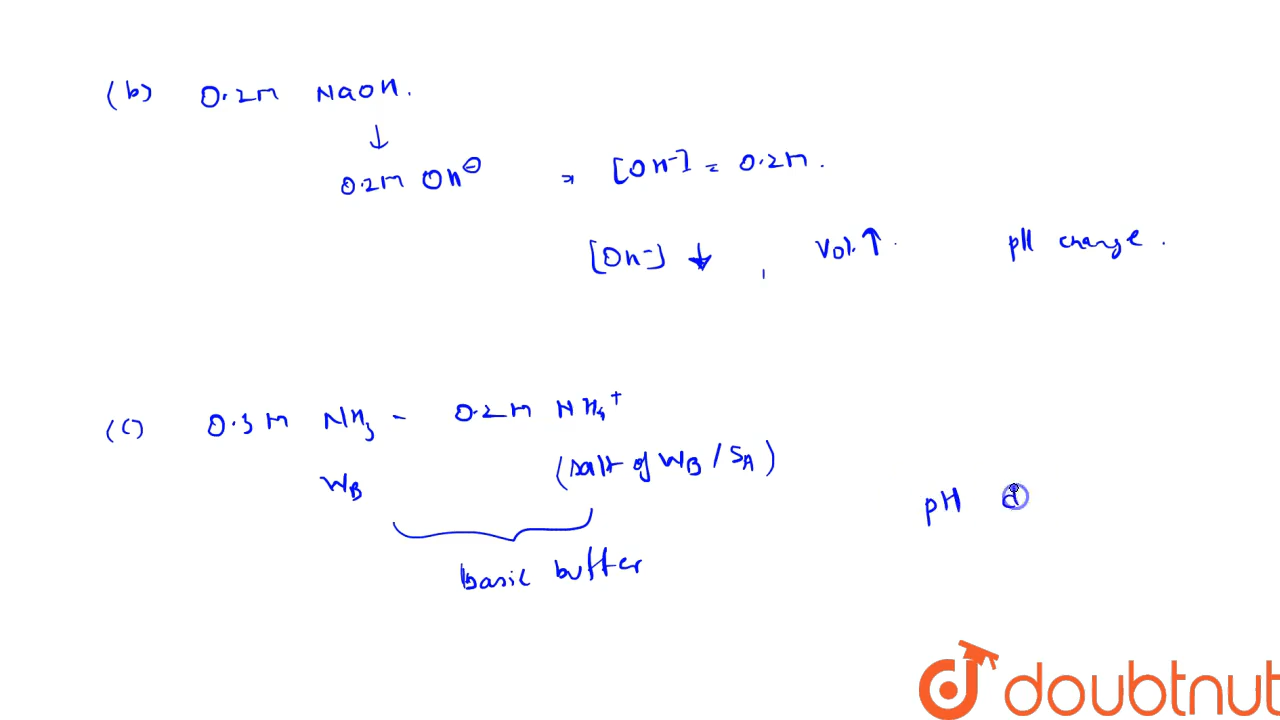 (b) 0.2M NaOH.
↓
0.2M OH⊖ ⇒ [OH-] = 0.2M.
[OH-] ↓ , Vol. ↑. pH change.
(c) 0.3M NH3 - 0.2M NH4+
WB (salt of WB / SA)
pH d
basic buffer
doubtnut